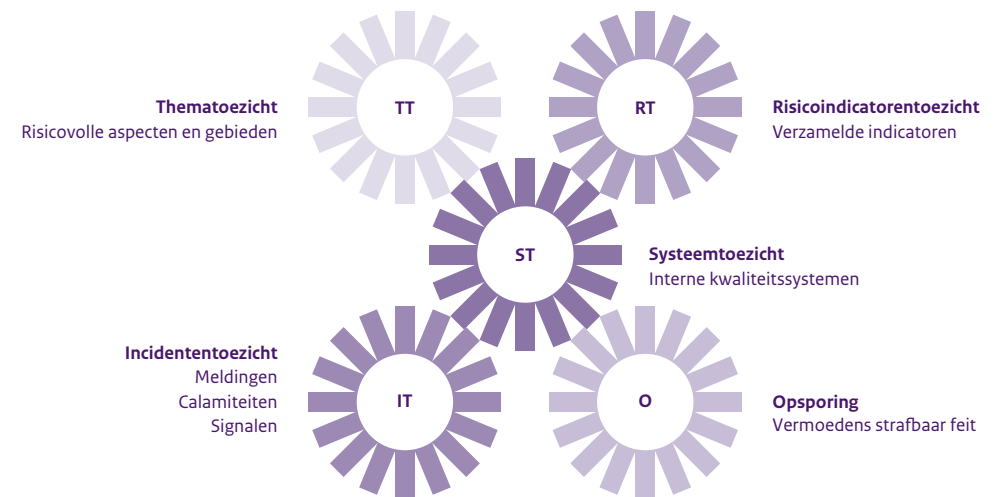 TT
Thematoezicht
Risicovolle aspecten en gebieden
RT
Risicoindicatorentoezicht
Verzamelde indicatoren
ST
Systeemtoezicht
Interne kwaliteitssystemen
Incidententoezicht
Meldingen
Calamiteiten
Signalen
IT
O
Opsporing
Vermoedens strafbaar feit